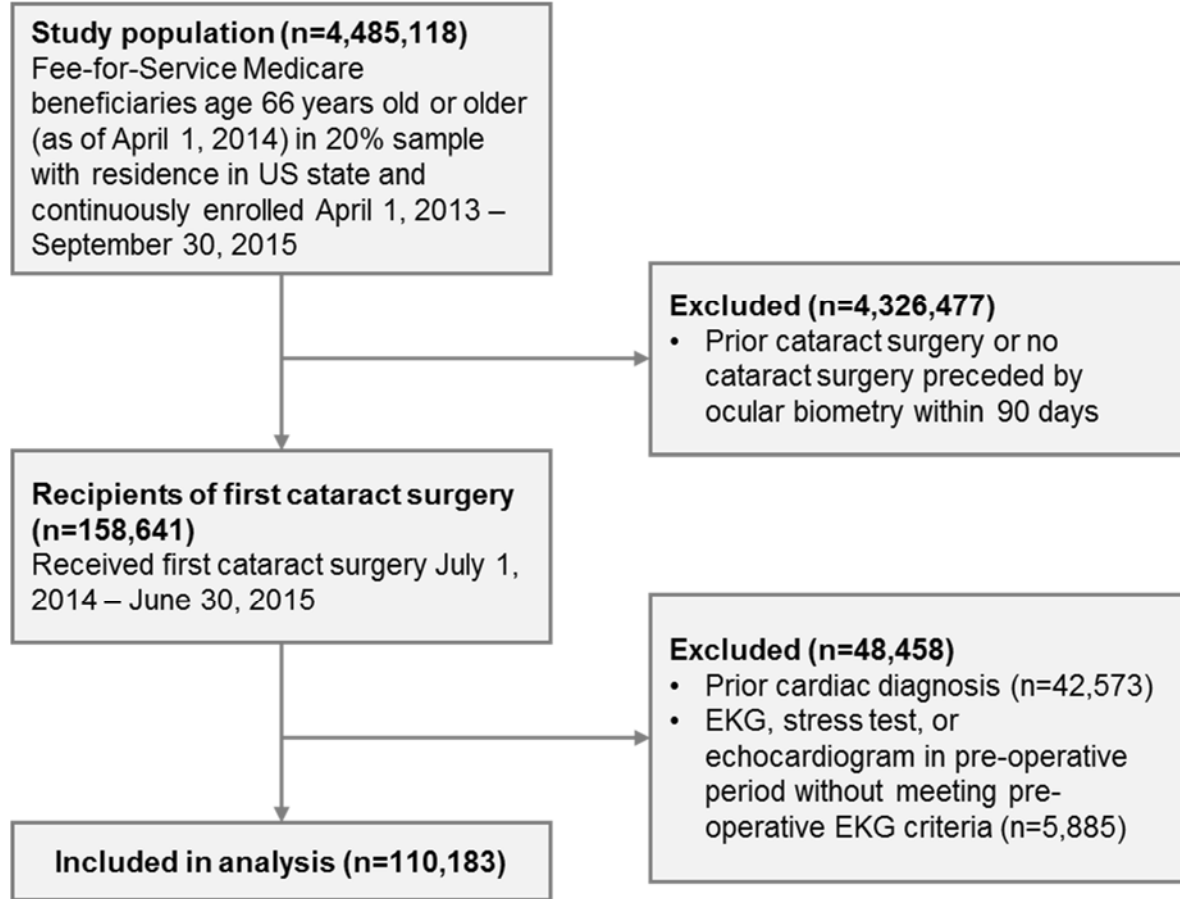 Study population (n=4,485,118)
Fee-for-Service Medicare
beneficiaries age 66 years old or older
(as of April 1, 2014) in 20% sample
with residence in US state and
continuously enrolled April 1, 2013 –
September 30, 2015
Excluded (n=4,326,477)
• Prior cataract surgery or no
cataract surgery preceded by
ocular biometry within 90 days
Recipients of first cataract surgery
(n=158,641)
Received first cataract surgery July 1,
2014 – June 30, 2015
Excluded (n=48,458)
• Prior cardiac diagnosis (n=42,573)
• EKG, stress test, or
echocardiogram in pre-operative
period without meeting pre-
operative EKG criteria (n=5,885)
Included in analysis (n=110,183)